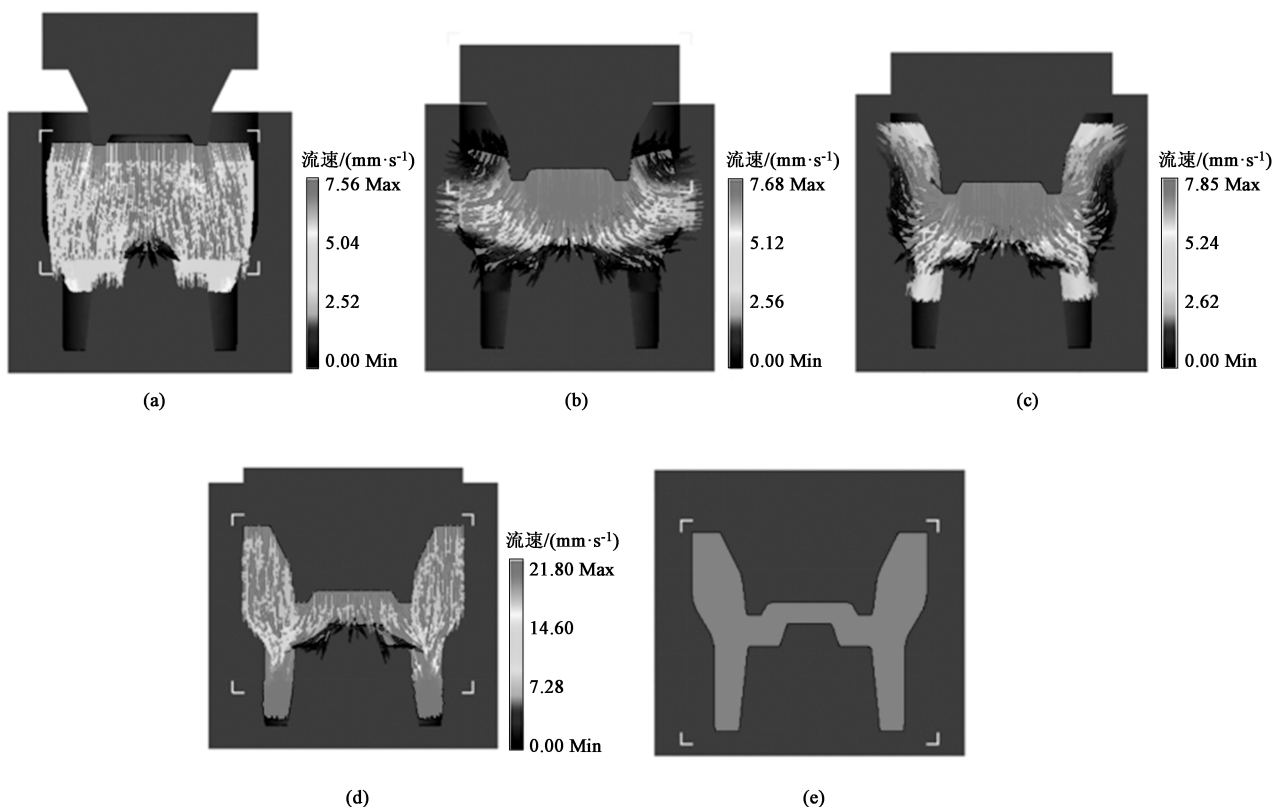 流速/(mm·s⁻¹)
7.56 Max
5.04
2.52
0.00 Min
(a)
流速/(mm·s⁻¹)
7.68 Max
5.12
2.56
0.00 Min
(b)
流速/(mm·s⁻¹)
7.85 Max
5.24
2.62
0.00 Min
(c)
流速/(mm·s⁻¹)
21.80 Max
14.60
7.28
0.00 Min
(d)
(e)